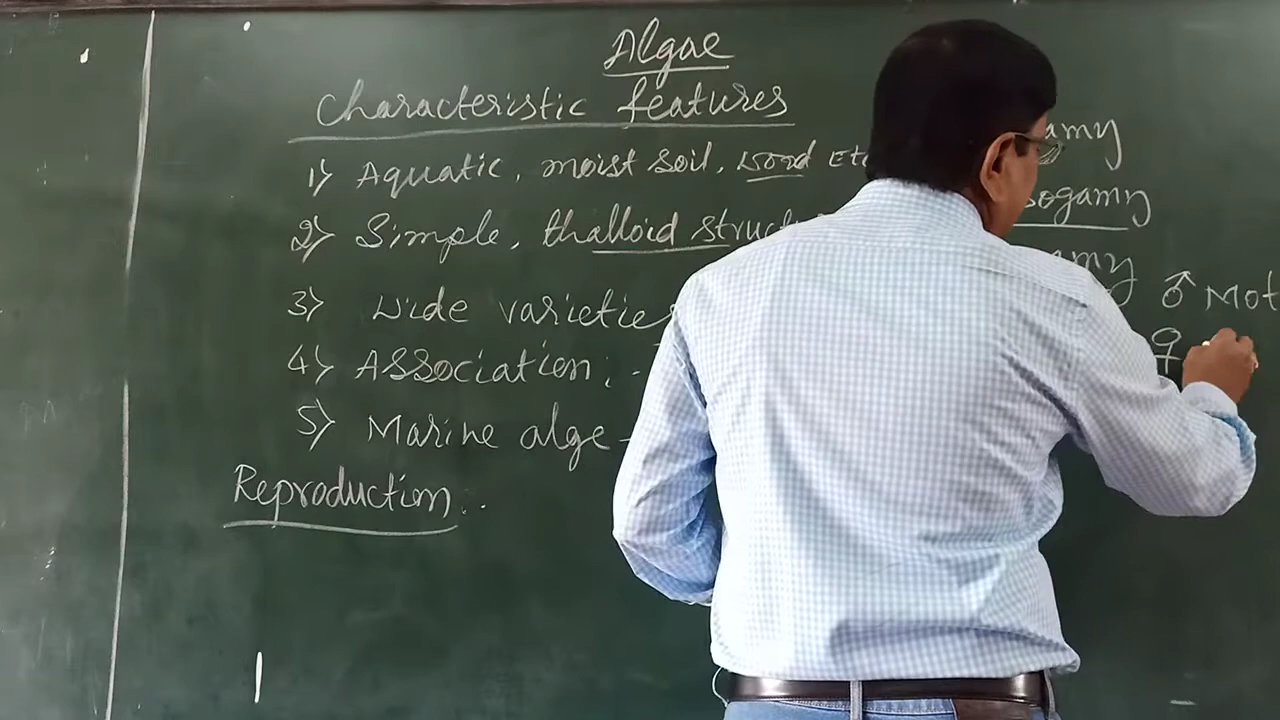 Algae
Characteristic features
1) Aquatic, moist soil, wood Etc
2) Simple, thalloid struct
3) Wide varieties
4) Association :-
5) Marine alge -
Reproduction :.
amy
sogamy
amy ♂ Mot
♀